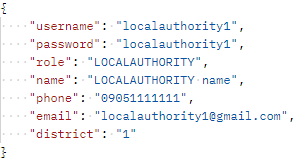 {
"username": "localauthority1",
"password": "localauthority1",
"role": "LOCALAUTHORITY",
"name": "LOCALAUTHORITY name",
"phone": "09051111111",
"email": "localauthority1@gmail.com",
"district": "1"
}